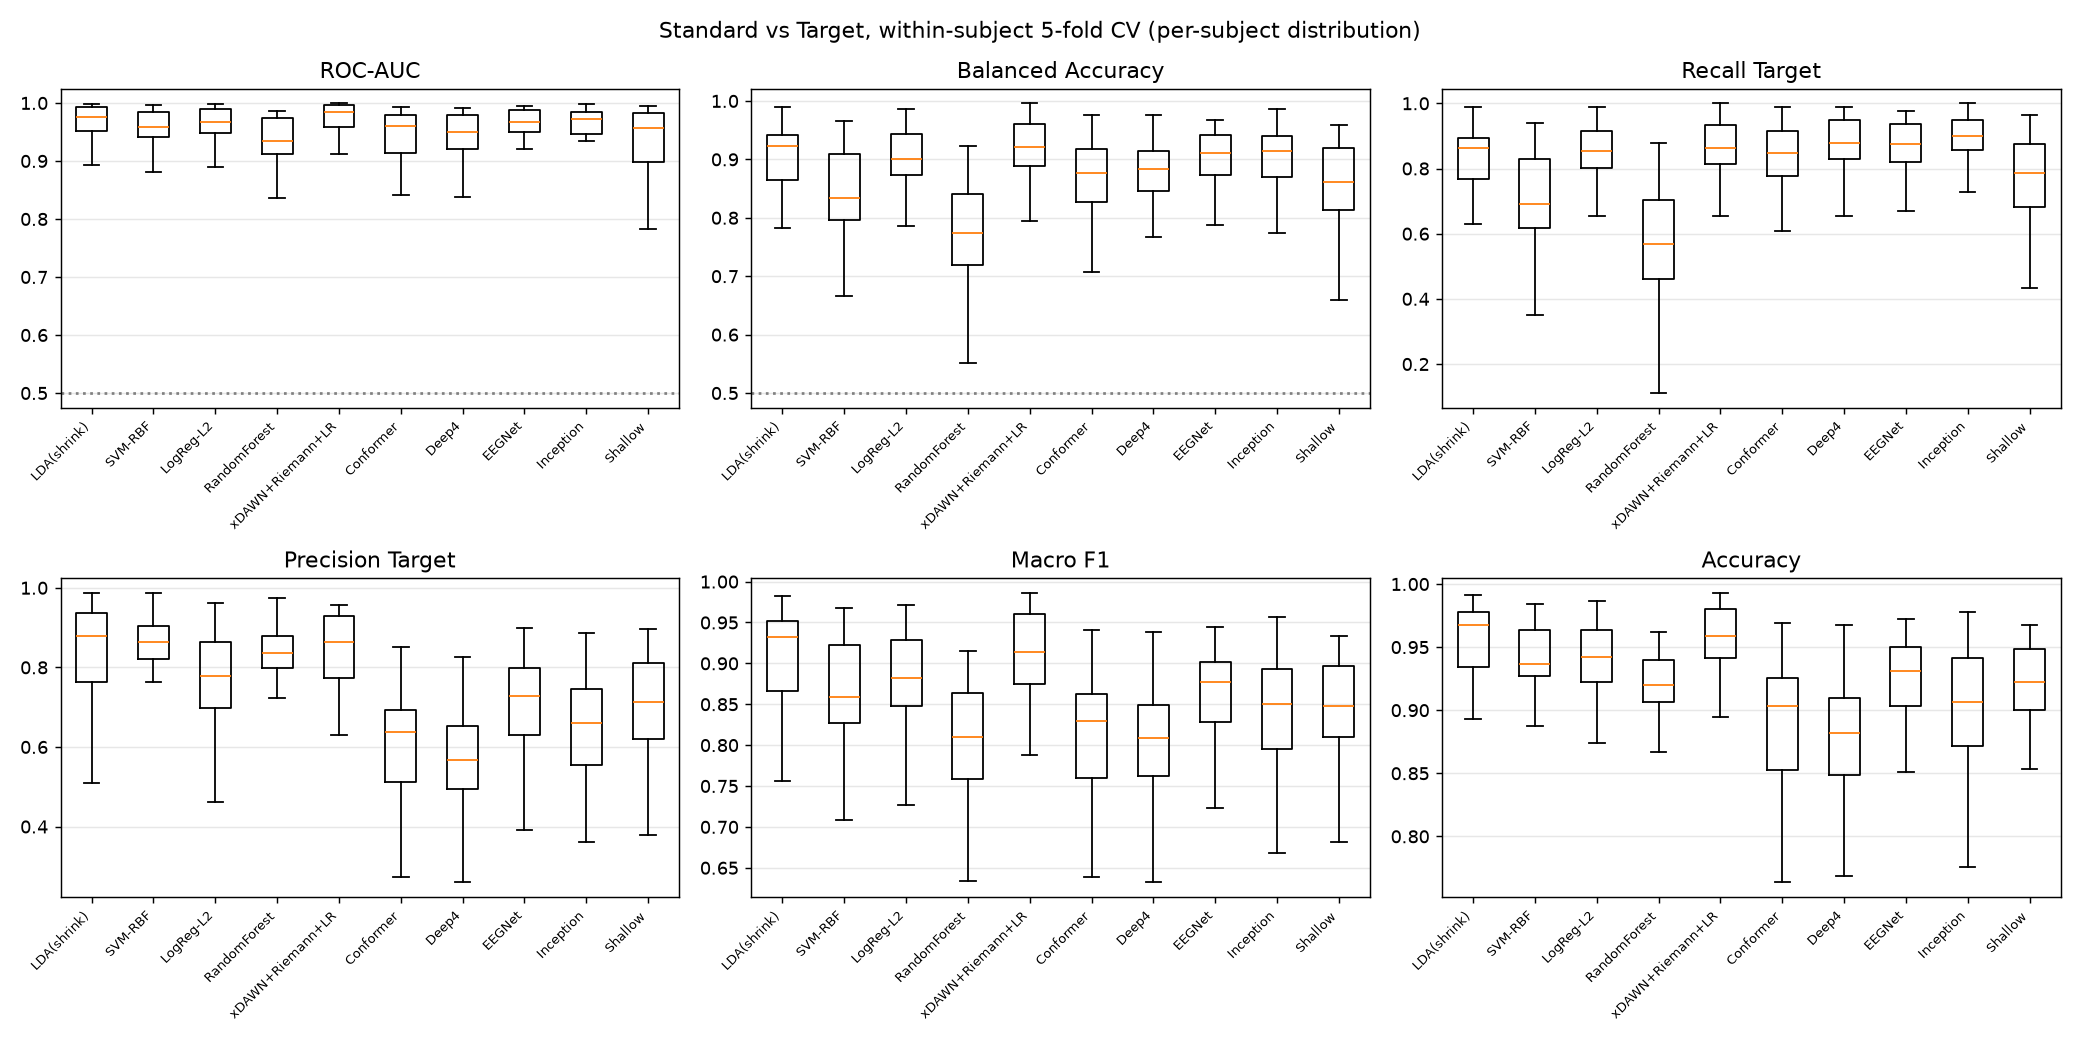 Standard vs Target, within-subject 5-fold CV (per-subject distribution)
ROC-AUC
1.0
0.9
0.8
0.7
0.6
0.5
LDA(shrink)
SVM-RBF
LogReg-L2
RandomForest
xDAWN+Riemann+LR
Conformer
Deep4
EEGNet
Inception
Shallow
Balanced Accuracy
1.0
0.9
0.8
0.7
0.6
0.5
LDA(shrink)
SVM-RBF
LogReg-L2
RandomForest
xDAWN+Riemann+LR
Conformer
Deep4
EEGNet
Inception
Shallow
Recall Target
1.0
0.8
0.6
0.4
0.2
LDA(shrink)
SVM-RBF
LogReg-L2
RandomForest
xDAWN+Riemann+LR
Conformer
Deep4
EEGNet
Inception
Shallow
Precision Target
1.0
0.8
0.6
0.4
LDA(shrink)
SVM-RBF
LogReg-L2
RandomForest
xDAWN+Riemann+LR
Conformer
Deep4
EEGNet
Inception
Shallow
Macro F1
1.00
0.95
0.90
0.85
0.80
0.75
0.70
0.65
LDA(shrink)
SVM-RBF
LogReg-L2
RandomForest
xDAWN+Riemann+LR
Conformer
Deep4
EEGNet
Inception
Shallow
Accuracy
1.00
0.95
0.90
0.85
0.80
LDA(shrink)
SVM-RBF
LogReg-L2
RandomForest
xDAWN+Riemann+LR
Conformer
Deep4
EEGNet
Inception
Shallow